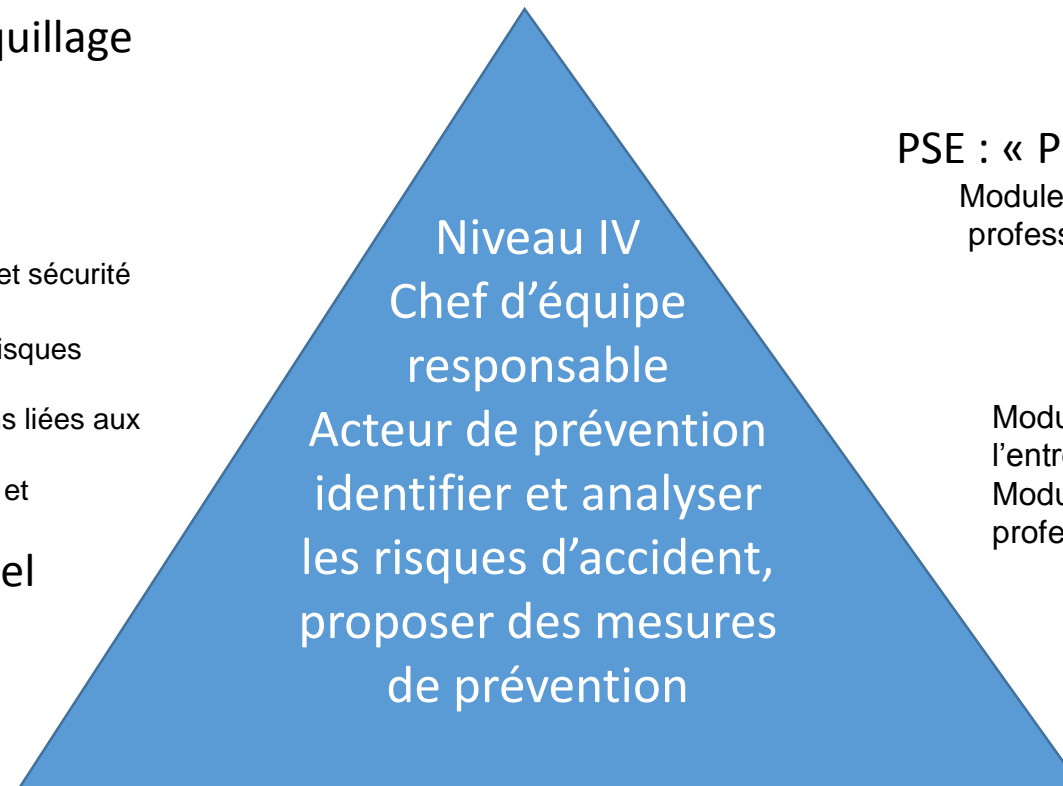 quillage
et sécurité
isques
s liées aux
et
el
Niveau IV
Chef d’équipe
responsable
Acteur de prévention
identifier et analyser
les risques d’accident,
proposer des mesures
de prévention
PSE : « P
Module
profess
Modu
l’entr
Modu
profe